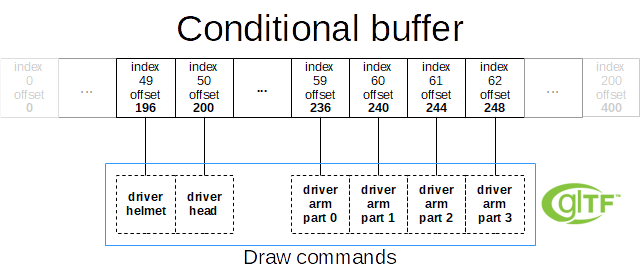 Conditional buffer
index
0
offset
0
...
index
49
offset
196
index
50
offset
200
...
index
59
offset
236
index
60
offset
240
index
61
offset
244
index
62
offset
248
...
index
200
offset
400
driver
helmet
driver
head
driver
arm
part 0
driver
arm
part 1
driver
arm
part 2
driver
arm
part 3
glTF™
Draw commands